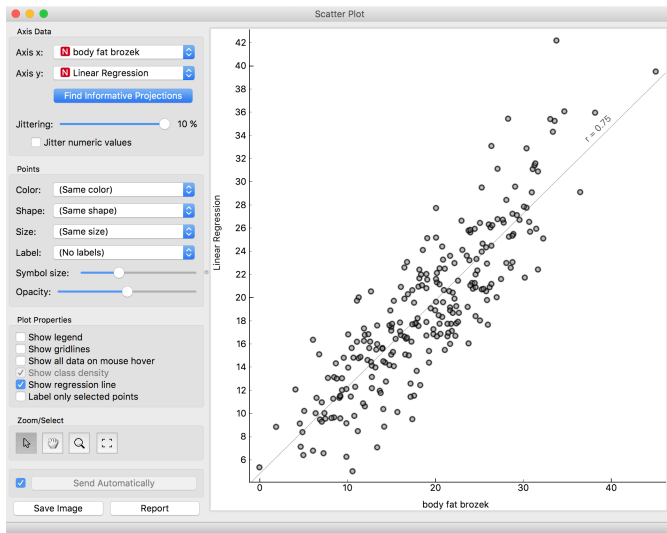 Scatter Plot
Axis Data
Axis x: N body fat brozek
Axis y: N Linear Regression
Find Informative Projections
Jittering: 10 %
Jitter numeric values
Points
Color: (Same color)
Shape: (Same shape)
Size: (Same size)
Label: (No labels)
Symbol size:
Opacity:
Plot Properties
Show legend
Show gridlines
Show all data on mouse hover
Show class density
Show regression line
Label only selected points
Zoom/Select
Send Automatically
Save Image Report
Linear Regression
42
40
38
36
34
32
30
28
26
24
22
20
18
16
14
12
10
8
6
r = 0.75
0 10 20 30 40
body fat brozek